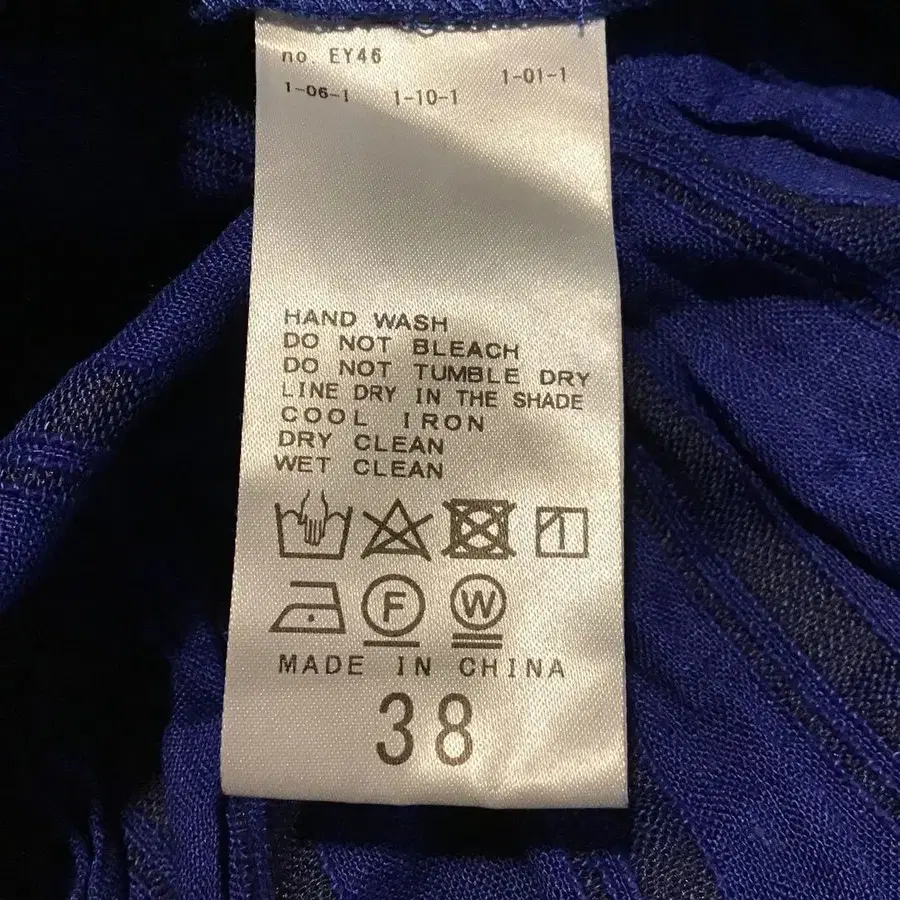 no. EY46
1-06-1 1-10-1 1-01-1
HAND WASH
DO NOT BLEACH
DO NOT TUMBLE DRY
LINE DRY IN THE SHADE
COOL IRON
DRY CLEAN
WET CLEAN
F W
MADE IN CHINA
38